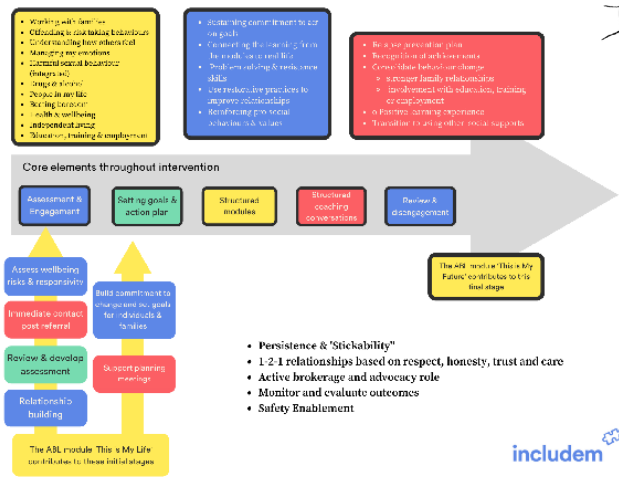 • Working with families
• Offending & risk taking behaviours
• Understanding how others feel
• Managing my emotions
• Harmful sexual behaviour
(integrated)
• Drugs & alcohol
• People in my life
• Beating boredom
• Health & wellbeing
• Independent living
• Education, training & employment
• Sustaining commitment to act
on goals
• Connecting the learning from
the modules to real life
• Problem solving & resistance
skills
• Use restorative practices to
improve relationships
• Reinforcing pro social
behaviours & values
• Relapse prevention plan
• Recognition of achievements
• Consolidate behaviour change
stronger family relationships
involvement with education, training
or employment
• o Positive learning experience
• Transition to using other social supports
Core elements throughout intervention
Assessment &
Engagement
Setting goals &
action plan
Structured
modules
Structured
coaching
conversations
Review &
disengagement
The ABL module 'This is My
Future' contributes to this
final stage
Assess wellbeing
risks & responsivity
Immediate contact
post referral
Review & develop
assessment
Relationship
building
Build commitment to
change and set goals
for individuals &
families
Support planning
meetings
The ABL module 'This is My Life'
contributes to these initial stages
• Persistence & 'Stickability"
• 1-2-1 relationships based on respect, honesty, trust and care
• Active brokerage and advocacy role
• Monitor and evaluate outcomes
• Safety Enablement
includem